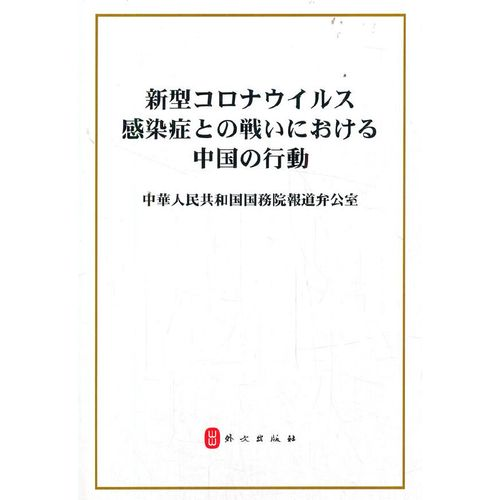 新型コロナウイルス
感染症との戦いにおける
中国の行動
中華人民共和国国務院報道弁公室
外文出版社